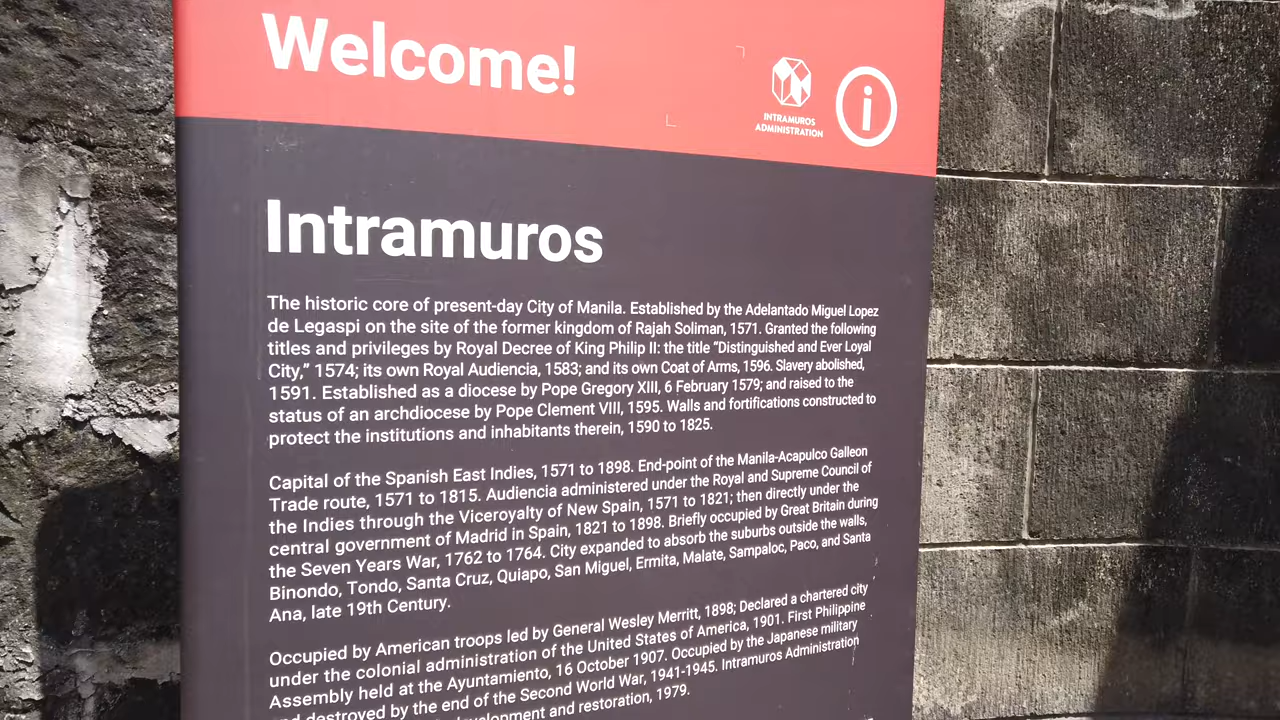 Welcome!
INTRAMUROS
ADMINISTRATION
i
Intramuros
The historic core of present-day City of Manila. Established by the Adelantado Miguel Lopez
de Legaspi on the site of the former kingdom of Rajah Soliman, 1571. Granted the following
titles and privileges by Royal Decree of King Philip II: the title “Distinguished and Ever Loyal
City,” 1574; its own Royal Audiencia, 1583; and its own Coat of Arms, 1596. Slavery abolished,
1591. Established as a diocese by Pope Gregory XIII, 6 February 1579; and raised to the
status of an archdiocese by Pope Clement VIII, 1595. Walls and fortifications constructed to
protect the institutions and inhabitants therein, 1590 to 1825.
Capital of the Spanish East Indies, 1571 to 1898. End-point of the Manila-Acapulco Galleon
Trade route, 1571 to 1815. Audiencia administered under the Royal and Supreme Council of
the Indies through the Viceroyalty of New Spain, 1571 to 1821; then directly under the
central government of Madrid in Spain, 1821 to 1898. Briefly occupied by Great Britain during
the Seven Years War, 1762 to 1764. City expanded to absorb the suburbs outside the walls,
Binondo, Tondo, Santa Cruz, Quiapo, San Miguel, Ermita, Malate, Sampaloc, Paco, and Santa
Ana, late 19th Century.
Occupied by American troops led by General Wesley Merritt, 1898; Declared a chartered city
under the colonial administration of the United States of America, 1901. First Philippine
Assembly held at the Ayuntamiento, 16 October 1907. Occupied by the Japanese military
and destroyed by the end of the Second World War, 1941-1945. Intramuros Administration
development and restoration, 1979.